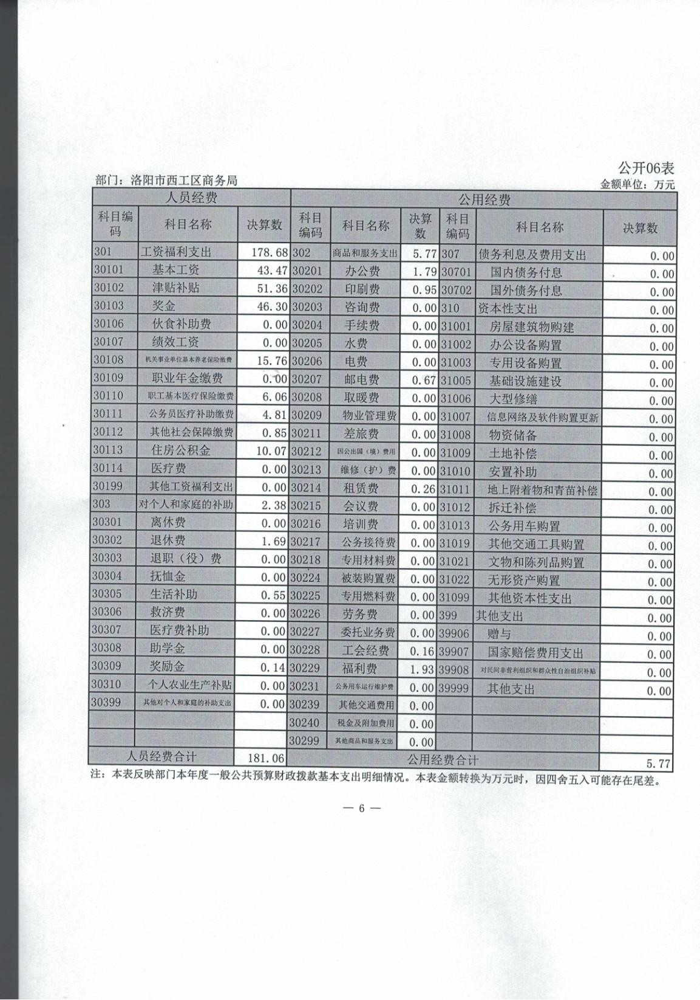 公开06表
部门：洛阳市西工区商务局 金额单位：万元
人员经费 公用经费
科目编码 科目名称 决算数 科目编码 科目名称 决算数 科目编码 科目名称 决算数
301 工资福利支出 178.68 302 商品和服务支出 5.77 307 债务利息及费用支出 0.00
30101 基本工资 43.47 30201 办公费 1.79 30701 国内债务付息 0.00
30102 津贴补贴 51.36 30202 印刷费 0.95 30702 国外债务付息 0.00
30103 奖金 46.30 30203 咨询费 0.00 310 资本性支出 0.00
30106 伙食补助费 0.00 30204 手续费 0.00 31001 房屋建筑物购建 0.00
30107 绩效工资 0.00 30205 水费 0.00 31002 办公设备购置 0.00
30108 机关事业单位基本养老保险缴费 15.76 30206 电费 0.00 31003 专用设备购置 0.00
30109 职业年金缴费 0.00 30207 邮电费 0.67 31005 基础设施建设 0.00
30110 职工基本医疗保险缴费 6.06 30208 取暖费 0.00 31006 大型修缮 0.00
30111 公务员医疗补助缴费 4.81 30209 物业管理费 0.00 31007 信息网络及软件购置更新 0.00
30112 其他社会保障缴费 0.85 30211 差旅费 0.00 31008 物资储备 0.00
30113 住房公积金 10.07 30212 因公出国（境）费用 0.00 31009 土地补偿 0.00
30114 医疗费 0.00 30213 维修（护）费 0.00 31010 安置补助 0.00
30199 其他工资福利支出 0.00 30214 租赁费 0.26 31011 地上附着物和青苗补偿 0.00
303 对个人和家庭的补助 2.38 30215 会议费 0.00 31012 拆迁补偿 0.00
30301 离休费 0.00 30216 培训费 0.00 31013 公务用车购置 0.00
30302 退休费 1.69 30217 公务接待费 0.00 31019 其他交通工具购置 0.00
30303 退职（役）费 0.00 30218 专用材料费 0.00 31021 文物和陈列品购置 0.00
30304 抚恤金 0.00 30224 被装购置费 0.00 31022 无形资产购置 0.00
30305 生活补助 0.55 30225 专用燃料费 0.00 31099 其他资本性支出 0.00
30306 救济费 0.00 30226 劳务费 0.00 399 其他支出 0.00
30307 医疗费补助 0.00 30227 委托业务费 0.00 39906 赠与 0.00
30308 助学金 0.00 30228 工会经费 0.16 39907 国家赔偿费用支出 0.00
30309 奖励金 0.14 30229 福利费 1.93 39908 对民间非营利组织和群众性自治组织补贴 0.00
30310 个人农业生产补贴 0.00 30231 公务用车运行维护费 0.00 39999 其他支出 0.00
30399 其他对个人和家庭的补助支出 0.00 30239 其他交通费用 0.00
30240 税金及附加费用 0.00
30299 其他商品和服务支出 0.00
人员经费合计 181.06 公用经费合计 5.77
注：本表反映部门本年度一般公共预算财政拨款基本支出明细情况。本表金额转换为万元时，因四舍五入可能存在尾差。
— 6 —